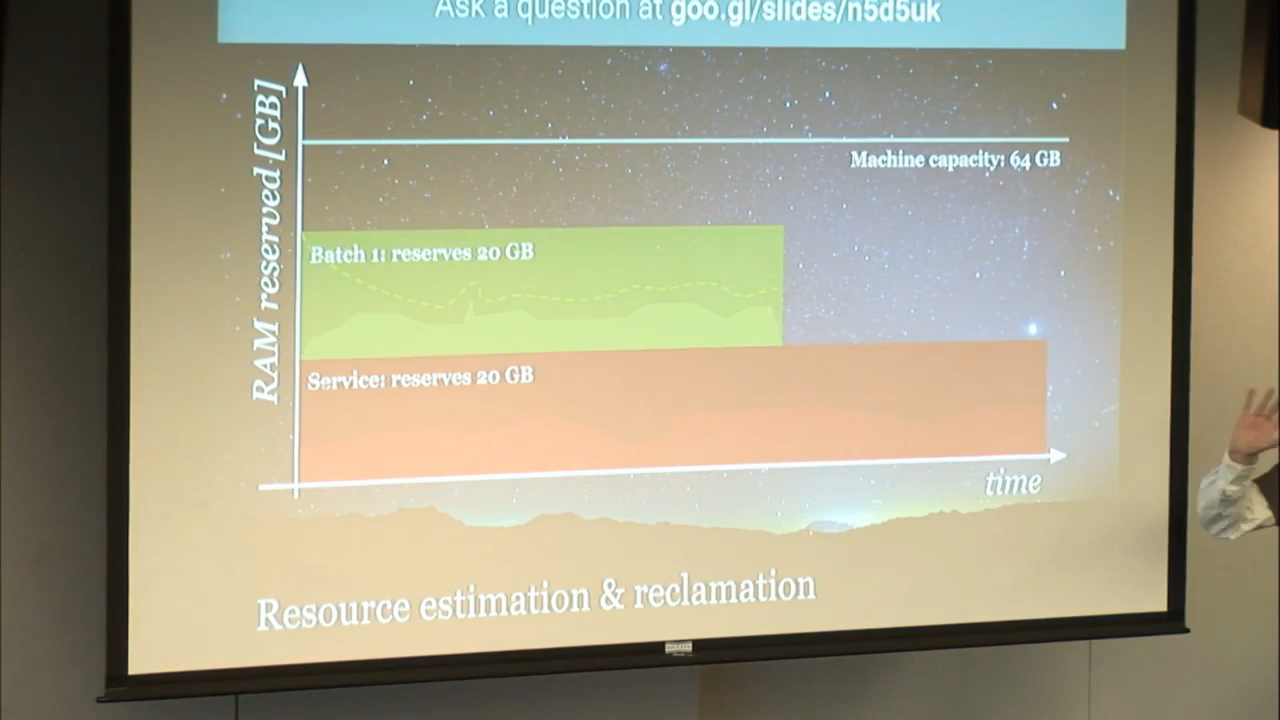 Ask a question at goo.gl/slides/n5d5uk
RAM reserved [GB]
Machine capacity: 64 GB
Batch 1: reserves 20 GB
Service: reserves 20 GB
time
Resource estimation & reclamation